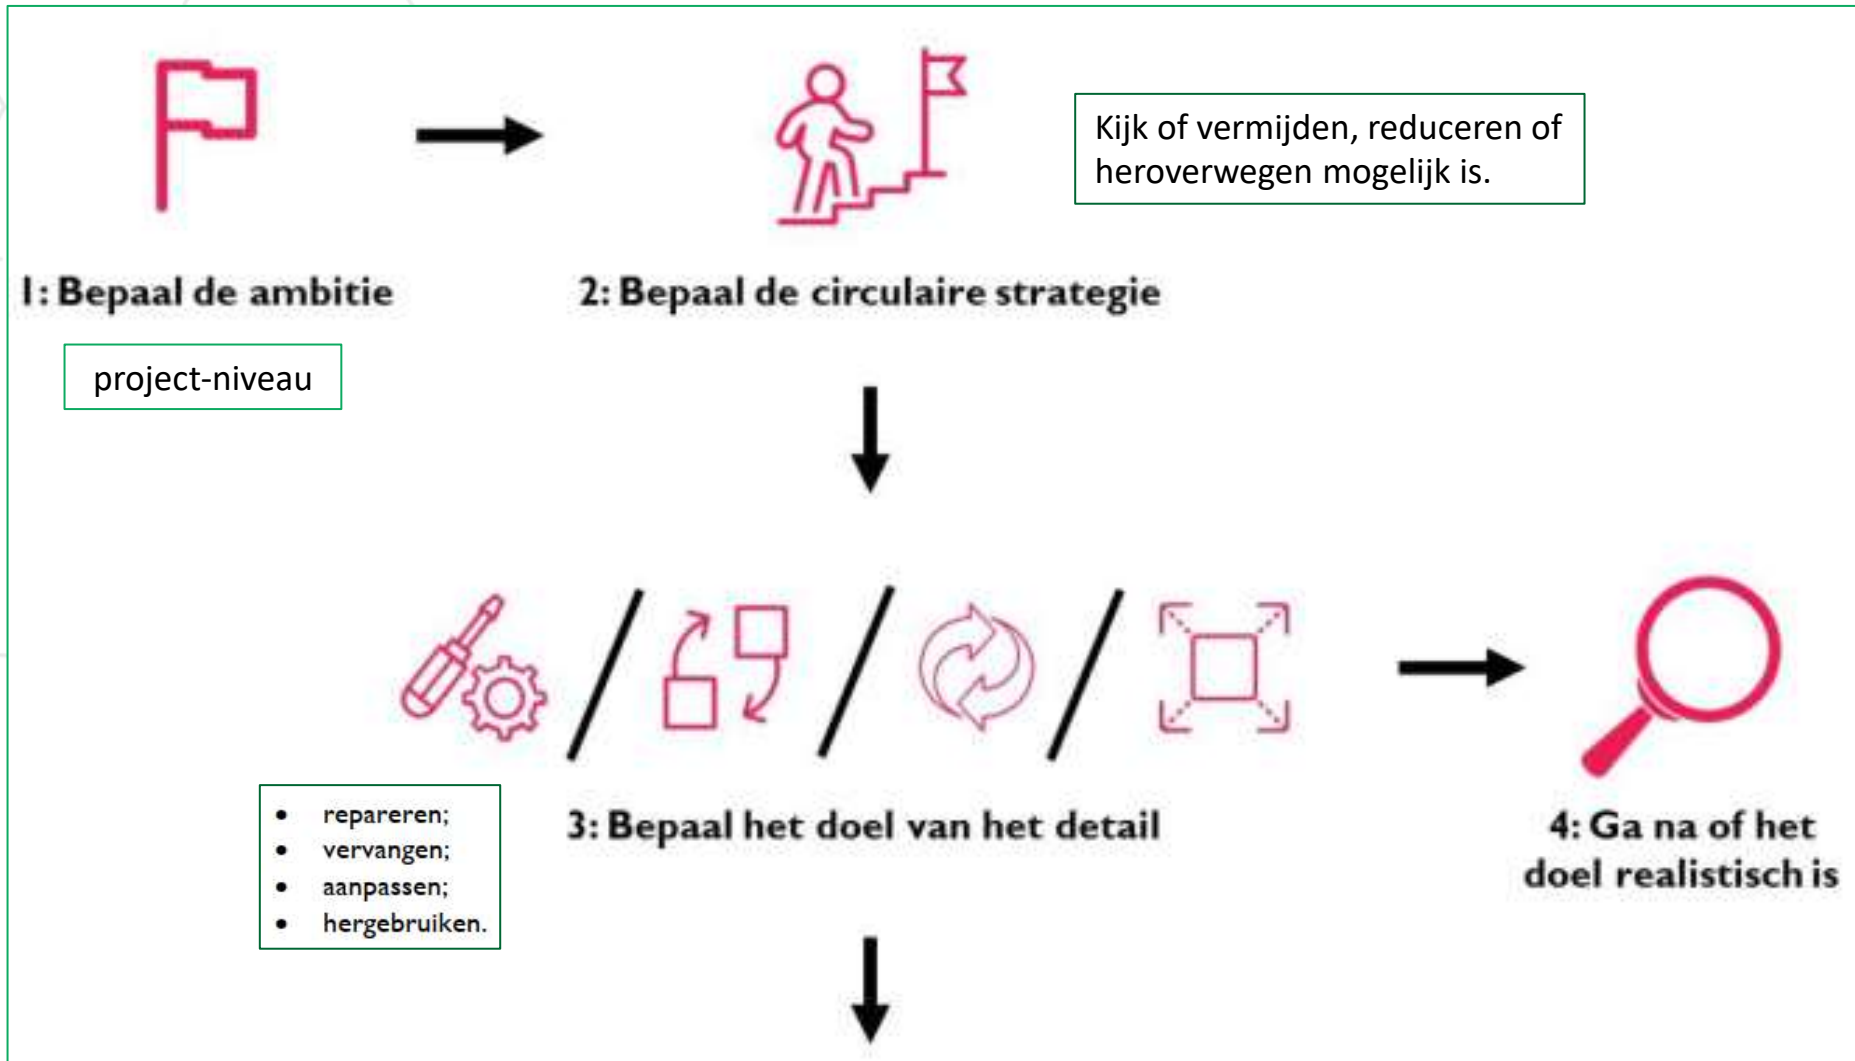 Kijk of vermijden, reduceren of
heroverwegen mogelijk is.
1: Bepaal de ambitie
2: Bepaal de circulaire strategie
project-niveau
• repareren;
• vervangen;
• aanpassen;
• hergebruiken.
3: Bepaal het doel van het detail
4: Ga na of het
doel realistisch is